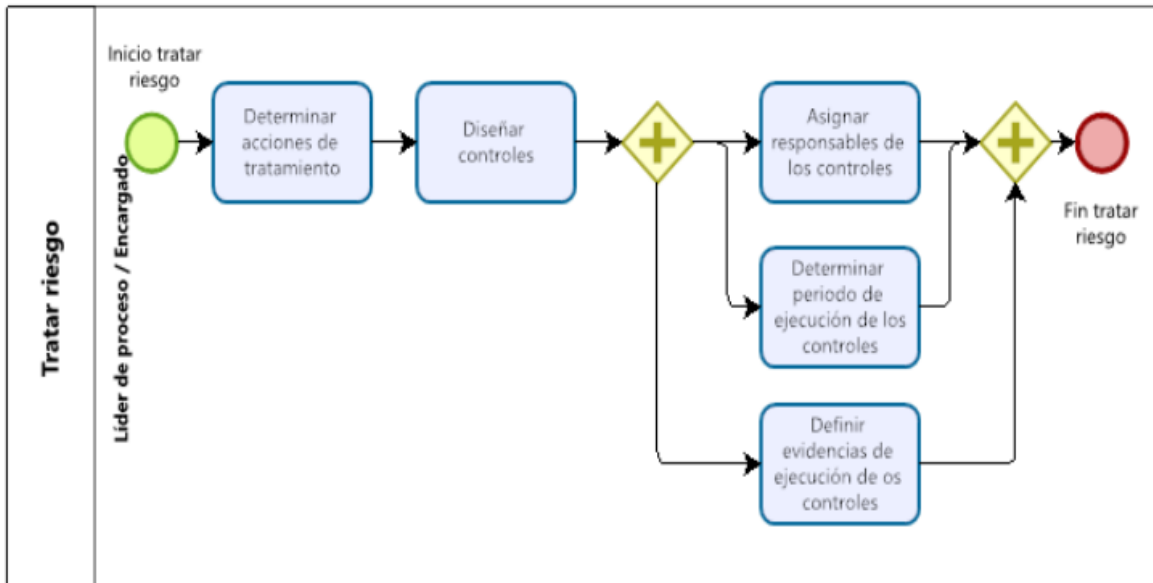 Tratar riesgo
Líder de proceso / Encargado
Inicio tratar
riesgo
Determinar
acciones de
tratamiento
Diseñar
controles
Asignar
responsables de
los controles
Determinar
periodo de
ejecución de los
controles
Definir
evidencias de
ejecución de os
controles
Fin tratar
riesgo